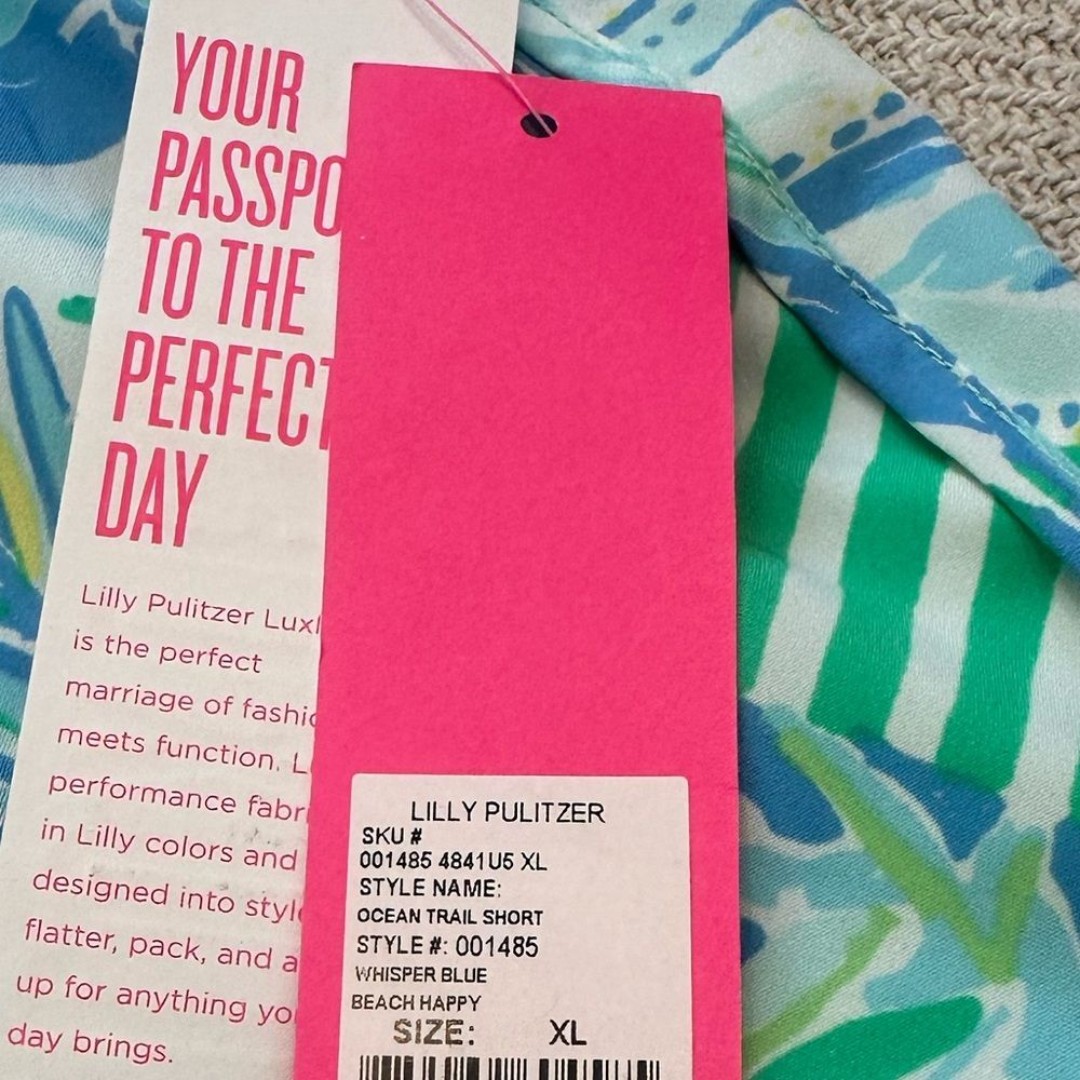 YOUR
PASSPO
TO THE
PERFECT
DAY
Lilly Pulitzer Luxl
is the perfect
marriage of fashio
meets function. L
performance fabr
in Lilly colors and
designed into style
flatter, pack, and a
up for anything yo
day brings.
LILLY PULITZER
SKU #
001485 4841U5 XL
STYLE NAME:
OCEAN TRAIL SHORT
STYLE #: 001485
WHISPER BLUE
BEACH HAPPY
SIZE: XL